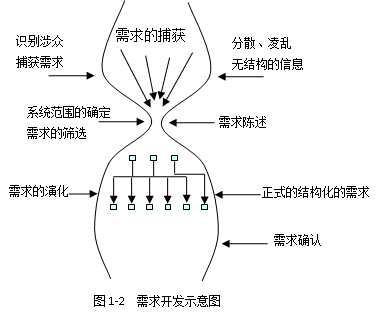 需求的捕获
识别涉众
捕获需求
分散、凌乱
无结构的信息
系统范围的确定
需求的筛选
需求陈述
需求的演化
正式的结构化的需求
需求确认
图 1-2 需求开发示意图